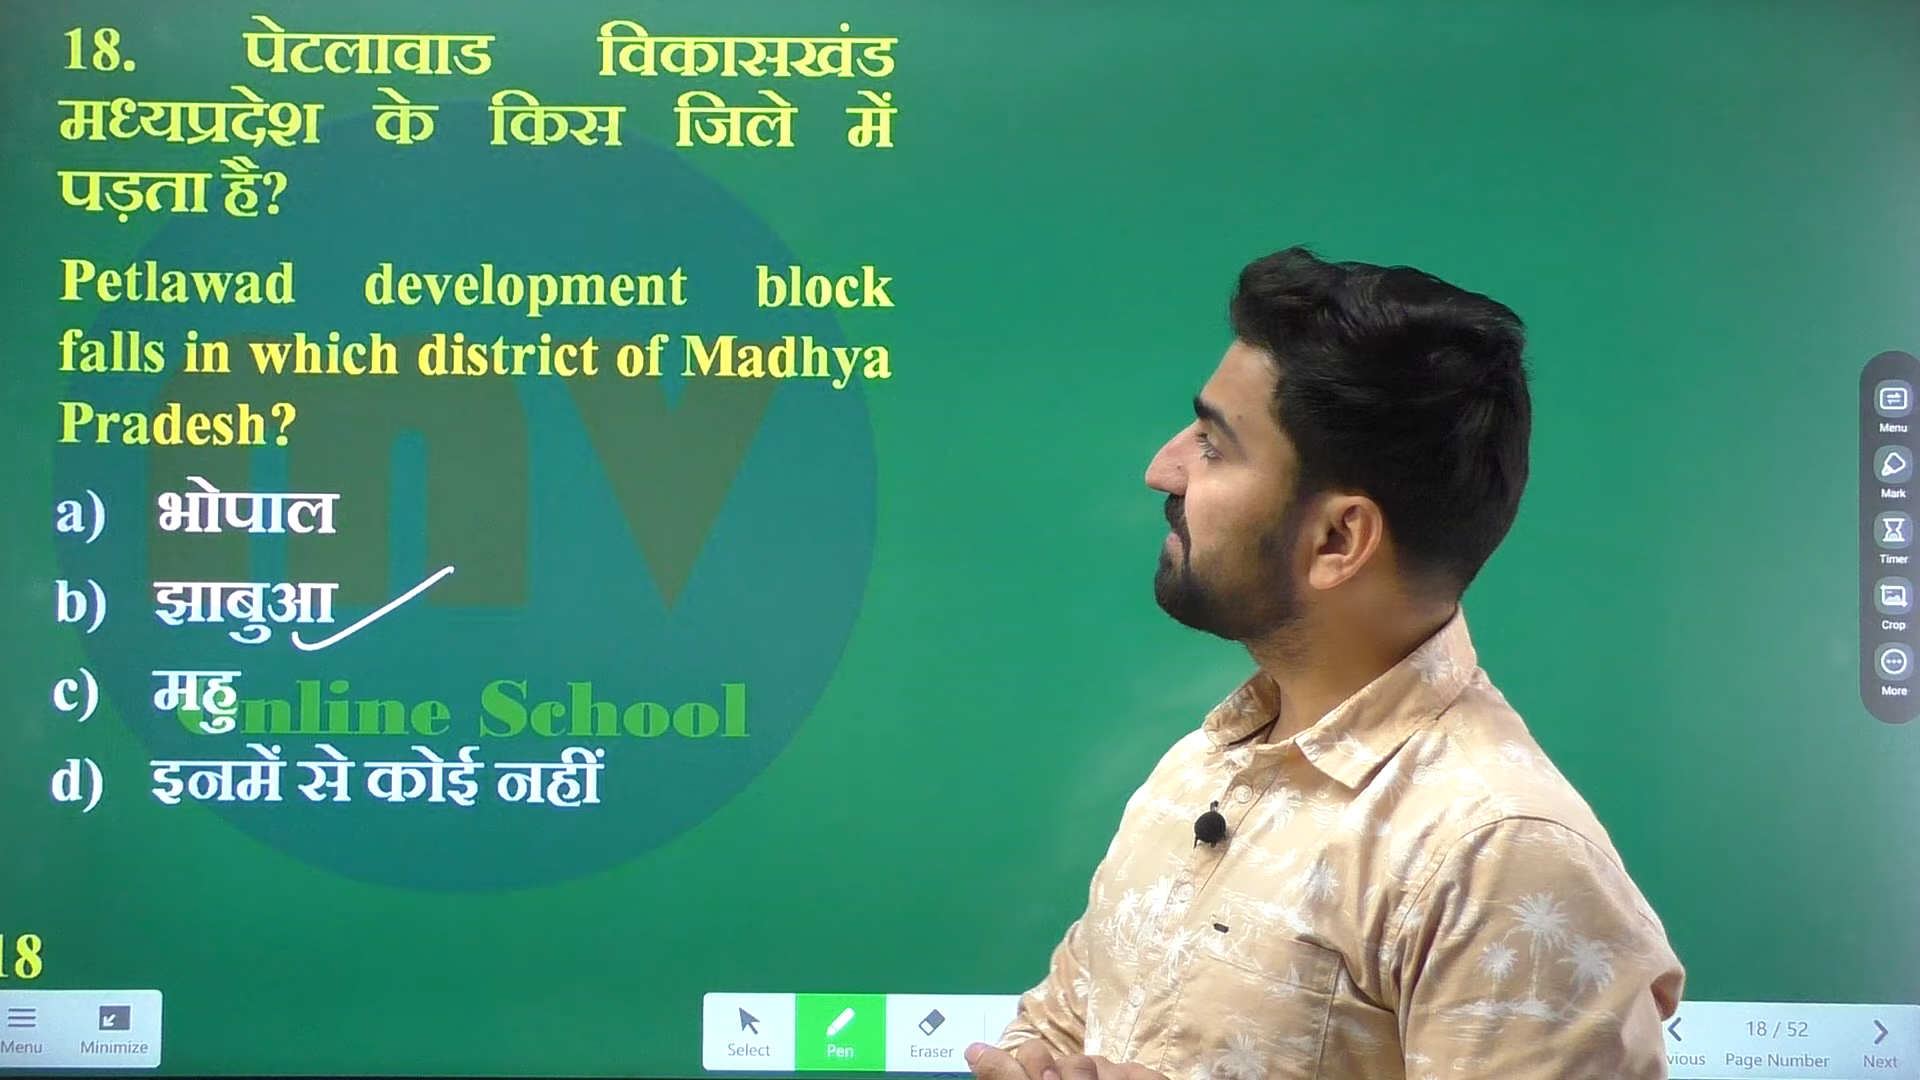 18. पेटलावाड विकासखंड
मध्यप्रदेश के किस जिले में
पड़ता है?
Petlawad development block
falls in which district of Madhya
Pradesh?
a) भोपाल
b) झाबुआ
c) महु
nline School
d) इनमें से कोई नहीं
18
Menu
Minimize
Select
Pen
Eraser
18 / 52
vious
Page Number
Next
Menu
Mark
Timer
Crop
More